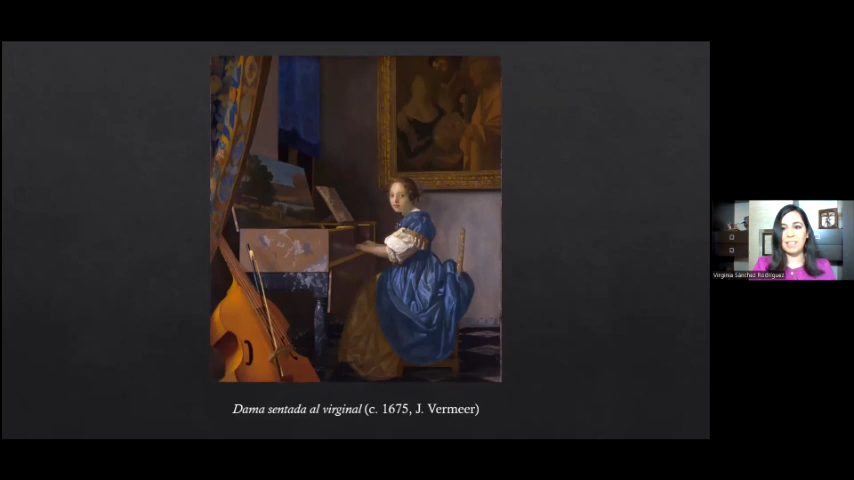 Dama sentada al virginal (c. 1675, J. Vermeer)
Virginia Sánchez Rodríguez